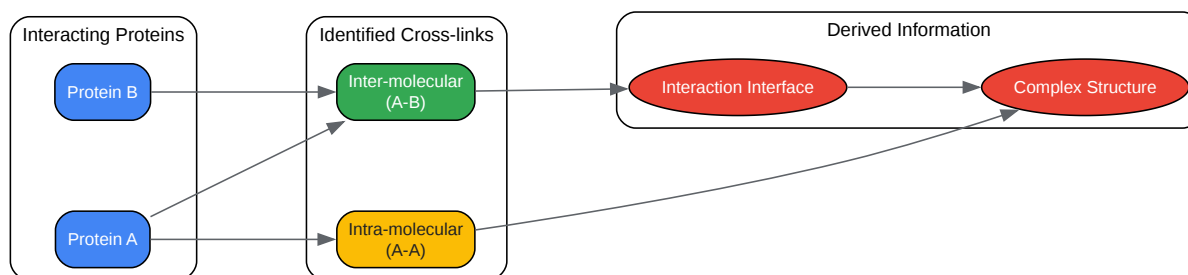 Interacting Proteins
Protein B
Protein A
Identified Cross-links
Inter-molecular
(A-B)
Intra-molecular
(A-A)
Derived Information
Interaction Interface
Complex Structure